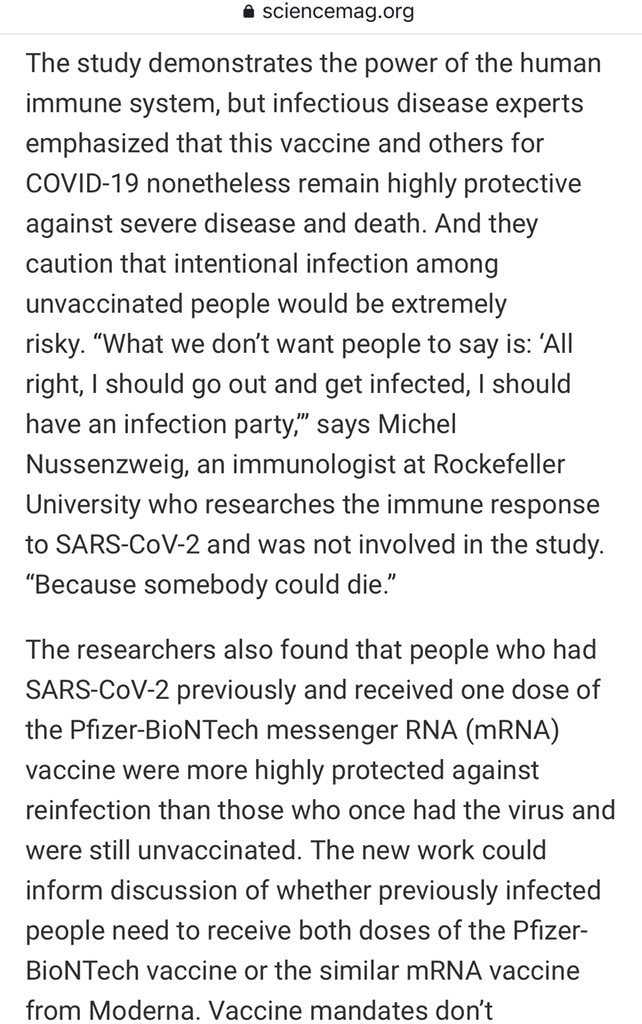 sciencemag.org
The study demonstrates the power of the human
immune system, but infectious disease experts
emphasized that this vaccine and others for
COVID-19 nonetheless remain highly protective
against severe disease and death. And they
caution that intentional infection among
unvaccinated people would be extremely
risky. “What we don’t want people to say is: ‘All
right, I should go out and get infected, I should
have an infection party,’” says Michel
Nussenzweig, an immunologist at Rockefeller
University who researches the immune response
to SARS-CoV-2 and was not involved in the study.
“Because somebody could die.”
The researchers also found that people who had
SARS-CoV-2 previously and received one dose of
the Pfizer-BioNTech messenger RNA (mRNA)
vaccine were more highly protected against
reinfection than those who once had the virus and
were still unvaccinated. The new work could
inform discussion of whether previously infected
people need to receive both doses of the Pfizer-
BioNTech vaccine or the similar mRNA vaccine
from Moderna. Vaccine mandates don’t